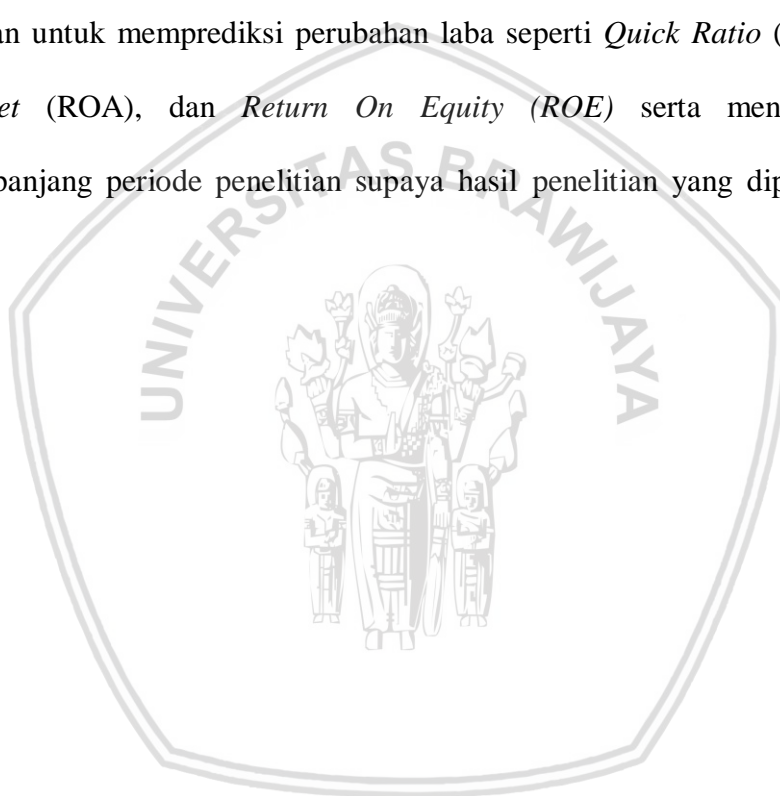 an untuk memprediksi perubahan laba seperti Quick Ratio (
et (ROA), dan Return On Equity (ROE) serta men
panjang periode penelitian supaya hasil penelitian yang dip
UNIVERSITAS BRAWIJAYA